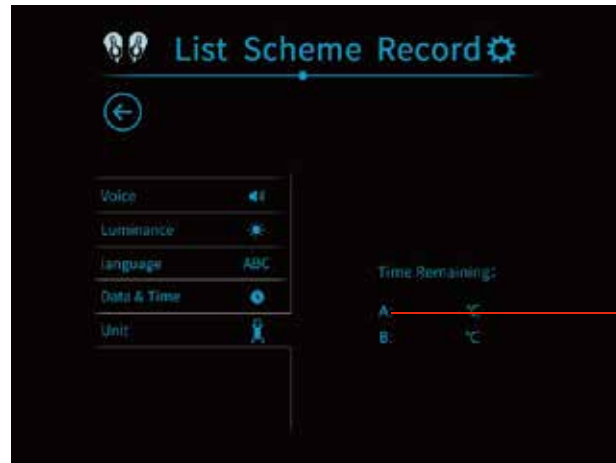 List Scheme Record
Voice
Luminance
language ABC
Data & Time
Unit
Time Remaining:
A: °C
B: °C